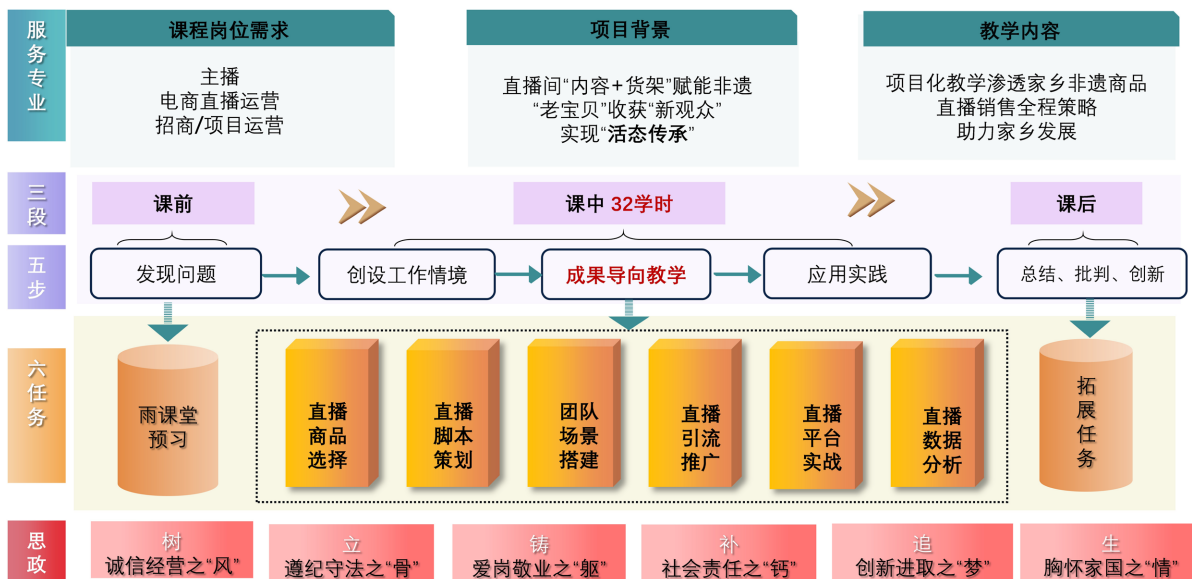 服务专业
课程岗位需求
主播
电商直播运营
招商/项目运营
项目背景
直播间“内容+货架”赋能非遗
“老宝贝”收获“新观众”
实现“活态传承”
教学内容
项目化教学渗透家乡非遗商品
直播销售全程策略
助力家乡发展
三段
课前
课中 32学时
课后
五步
发现问题
创设工作情境
成果导向教学
应用实践
总结、批判、创新
六任务
雨课堂
预习
直播
商品
选择
直播
脚本
策划
团队
场景
搭建
直播
引流
推广
直播
平台
实战
直播
数据
分析
拓展任务
思政
树
诚信经营之“风”
立
遵纪守法之“骨”
铸
爱岗敬业之“躯”
补
社会责任之“钙”
追
创新进取之“梦”
生
胸怀家国之“情”